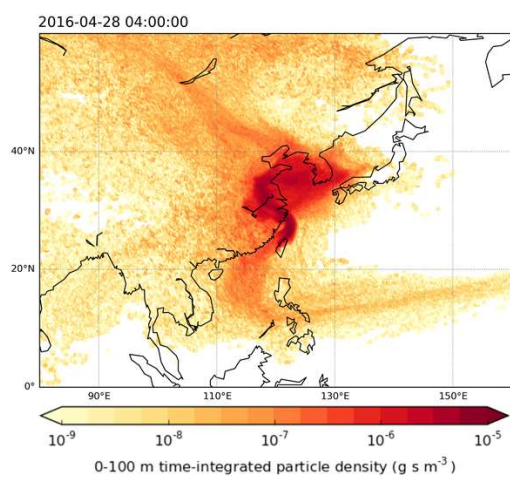 2016-04-28 04:00:00
40°N
20°N
0°
90°E
110°E
130°E
150°E
10⁻⁹
10⁻⁸
10⁻⁷
10⁻⁶
10⁻⁵
0-100 m time-integrated particle density (g s m⁻³)